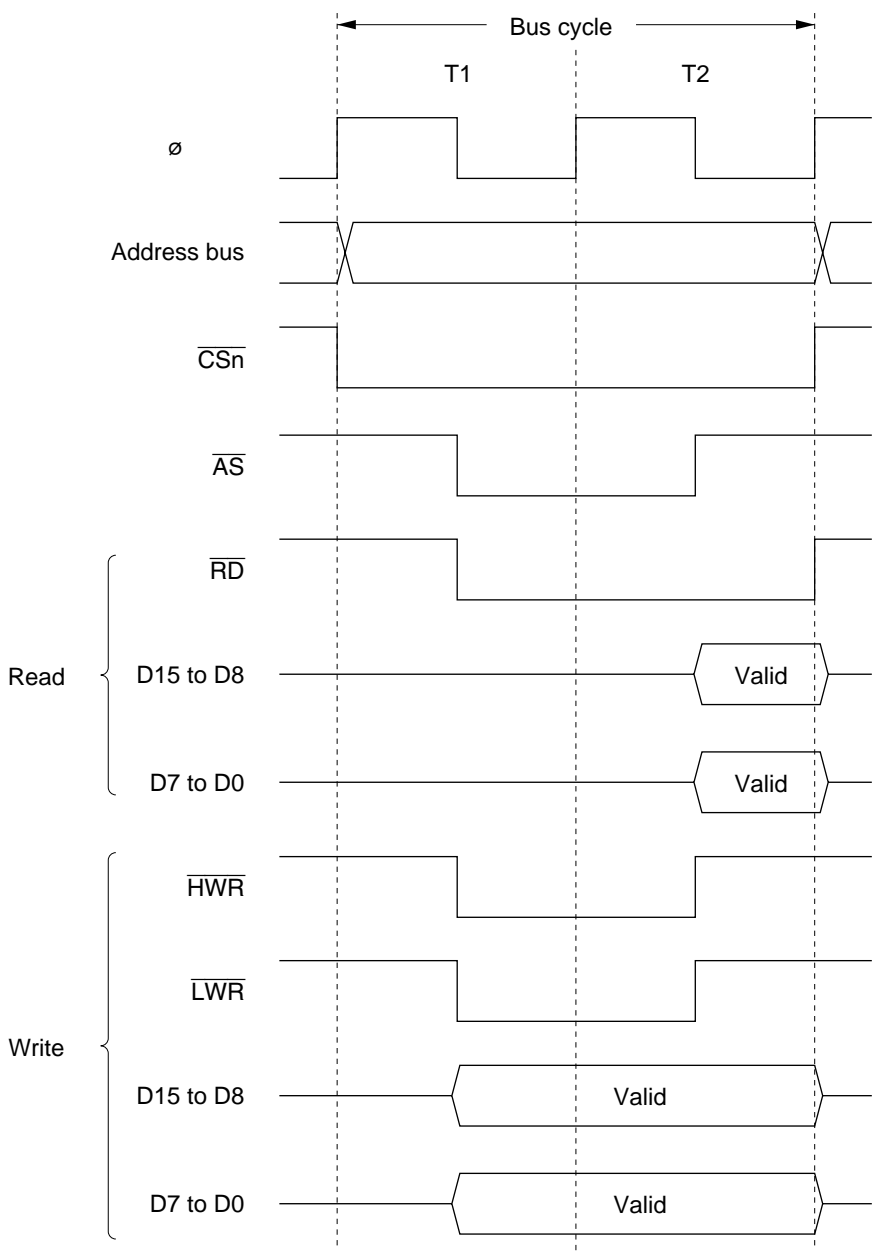 Bus cycle
T1 T2
ø
Address bus
CSn
AS
RD
Read
D15 to D8 Valid
D7 to D0 Valid
HWR
LWR
Write
D15 to D8 Valid
D7 to D0 Valid